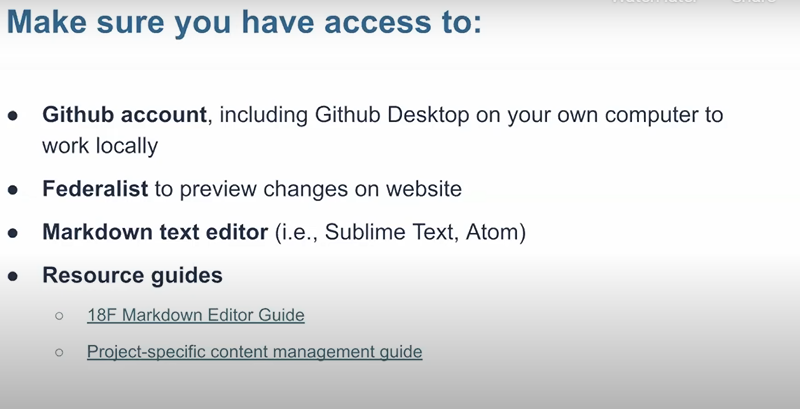 Make sure you have access to:
● Github account, including Github Desktop on your own computer to
work locally
● Federalist to preview changes on website
● Markdown text editor (i.e., Sublime Text, Atom)
● Resource guides
○ 18F Markdown Editor Guide
○ Project-specific content management guide